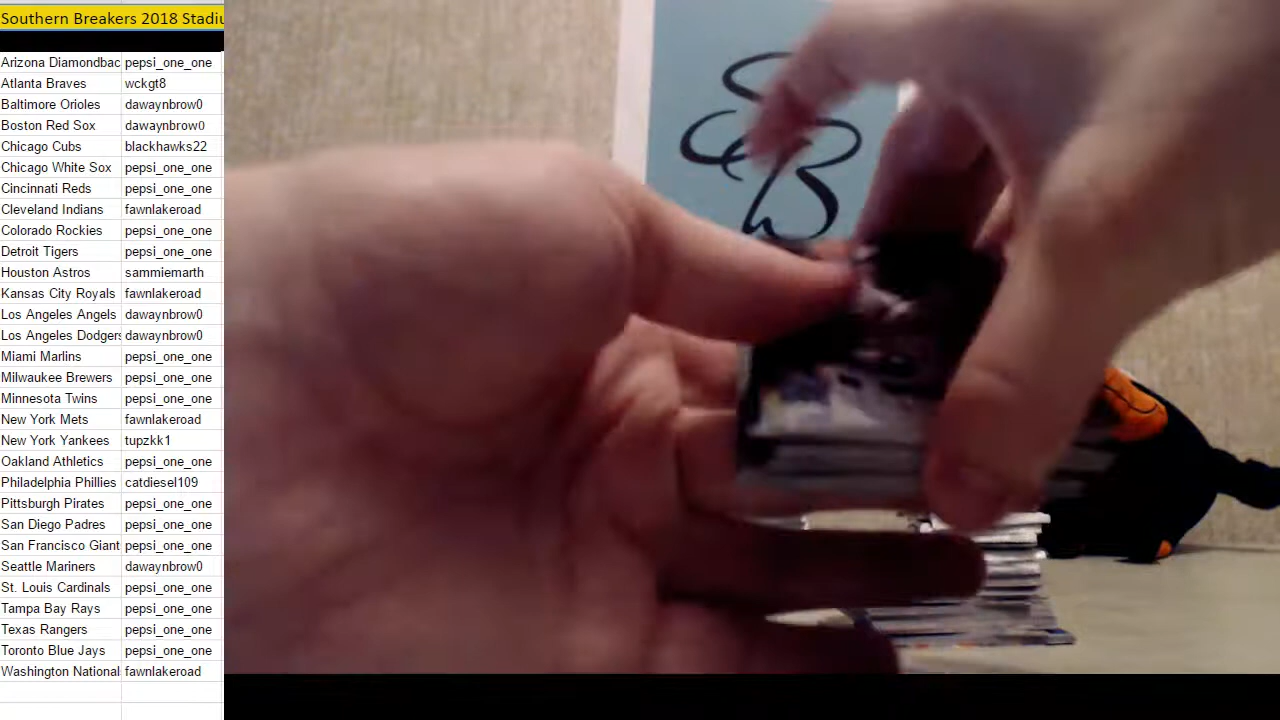 Southern Breakers 2018 Stadiu
Arizona Diamondbac pepsi_one_one
Atlanta Braves wckgt8
Baltimore Orioles dawaynbrow0
Boston Red Sox dawaynbrow0
Chicago Cubs blackhawks22
Chicago White Sox pepsi_one_one
Cincinnati Reds pepsi_one_one
Cleveland Indians fawnlakeroad
Colorado Rockies pepsi_one_one
Detroit Tigers pepsi_one_one
Houston Astros sammiemarth
Kansas City Royals fawnlakeroad
Los Angeles Angels dawaynbrow0
Los Angeles Dodgers dawaynbrow0
Miami Marlins pepsi_one_one
Milwaukee Brewers pepsi_one_one
Minnesota Twins pepsi_one_one
New York Mets fawnlakeroad
New York Yankees tupzkk1
Oakland Athletics pepsi_one_one
Philadelphia Phillies catdiesel109
Pittsburgh Pirates pepsi_one_one
San Diego Padres pepsi_one_one
San Francisco Giant pepsi_one_one
Seattle Mariners dawaynbrow0
St. Louis Cardinals pepsi_one_one
Tampa Bay Rays pepsi_one_one
Texas Rangers pepsi_one_one
Toronto Blue Jays pepsi_one_one
Washington National fawnlakeroad
SB